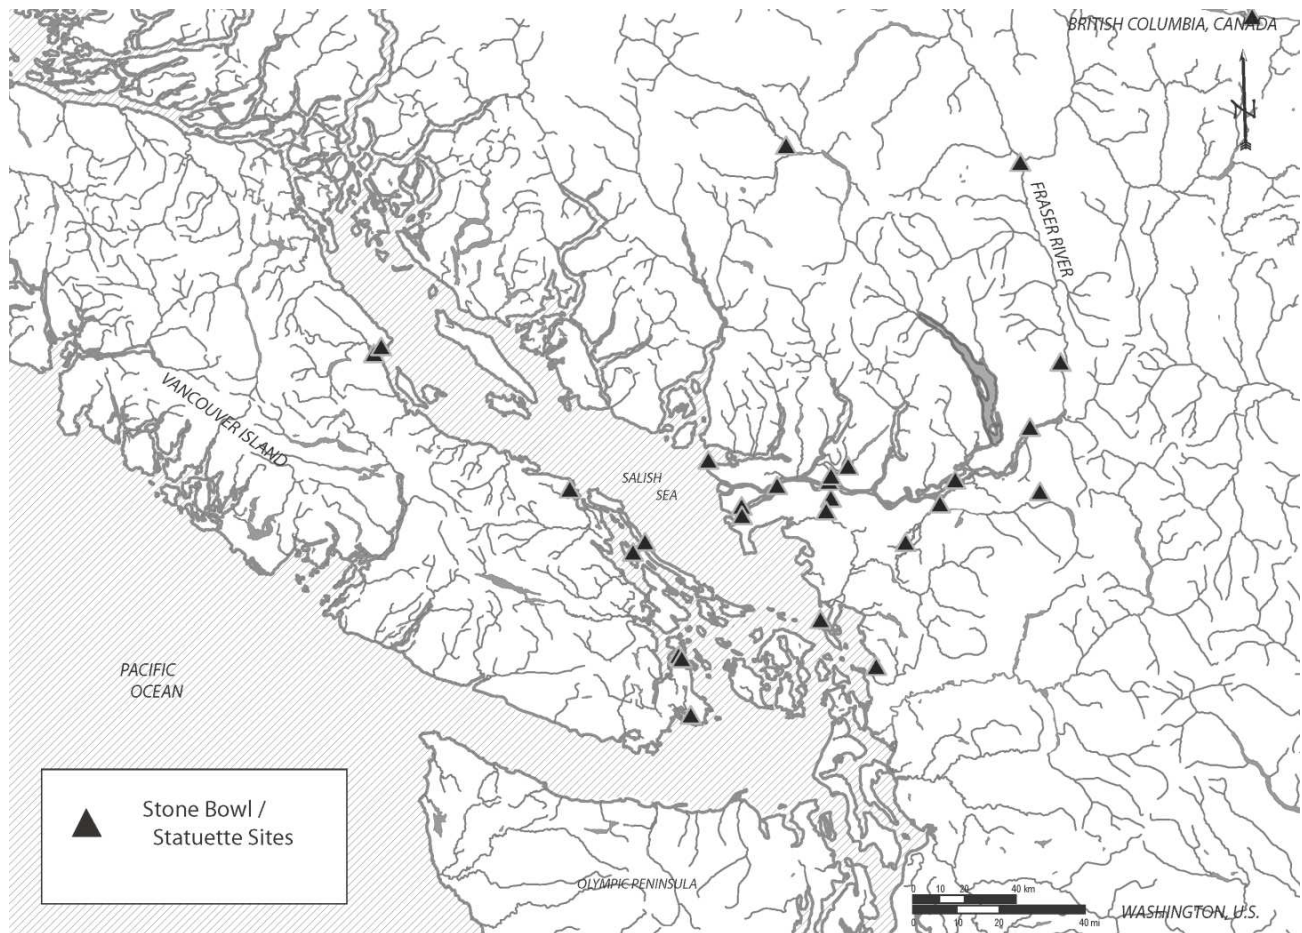 BRITISH COLUMBIA, CANADA
N
FRASER RIVER
VANCOUVER ISLAND
SALISH
SEA
PACIFIC
OCEAN
Stone Bowl /
Statuette Sites
OLYMPIC PENINSULA
0 10 20 40 km
WASHINGTON, U.S.
0 10 20 40 mi